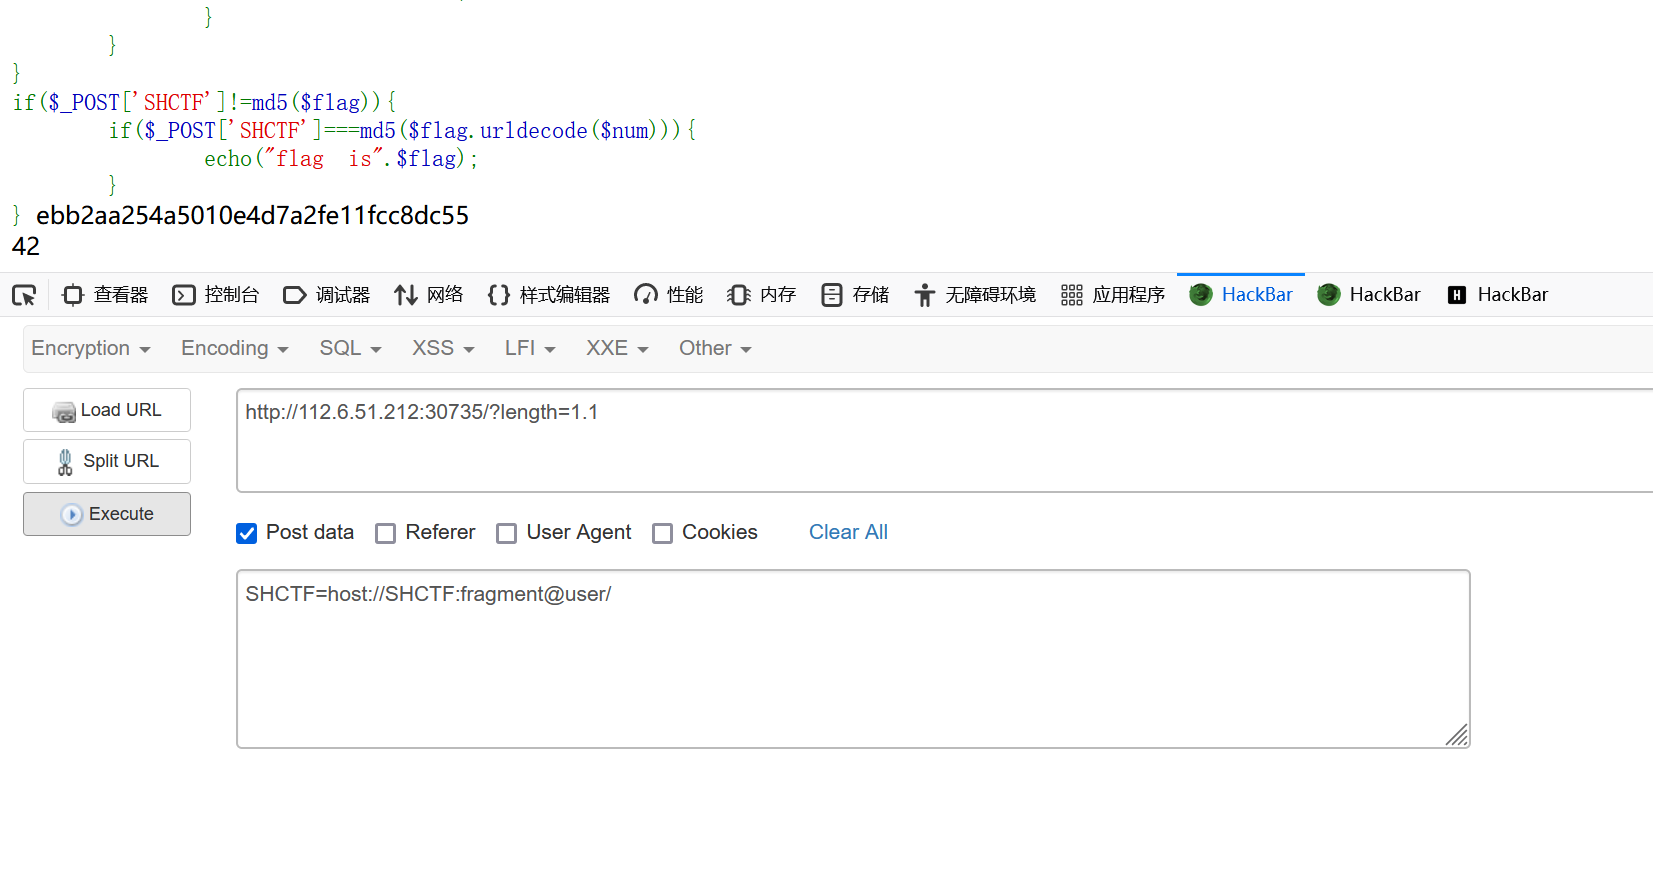 }
}
}
if($_POST['SHCTF']!=md5($flag)){
if($_POST['SHCTF']===md5($flag.urldecode($num))){
echo("flag is".$flag);
}
} ebb2aa254a5010e4d7a2fe11fcc8dc55
42
查看器 控制台 调试器 网络 样式编辑器 性能 内存 存储 无障碍环境 应用程序 HackBar HackBar H HackBar
Encryption Encoding SQL XSS LFI XXE Other
Load URL
http://112.6.51.212:30735/?length=1.1
Split URL
Execute
Post data Referer User Agent Cookies Clear All
SHCTF=host://SHCTF:fragment@user/